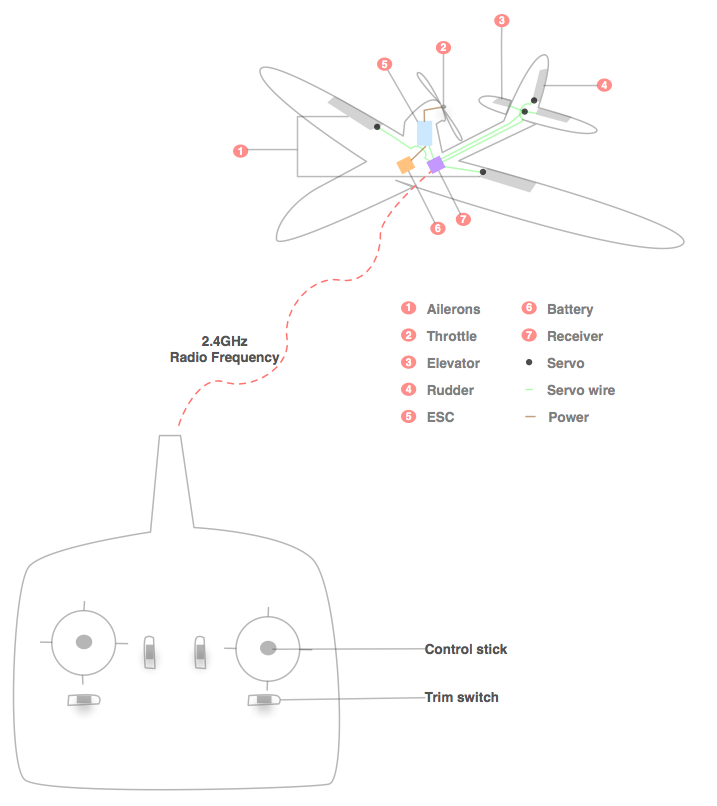 3
2
5
4
1
7
6
1 Ailerons
6 Battery
2 Throttle
7 Receiver
3 Elevator
Servo
4 Rudder
Servo wire
5 ESC
Power
2.4GHz
Radio Frequency
Control stick
Trim switch